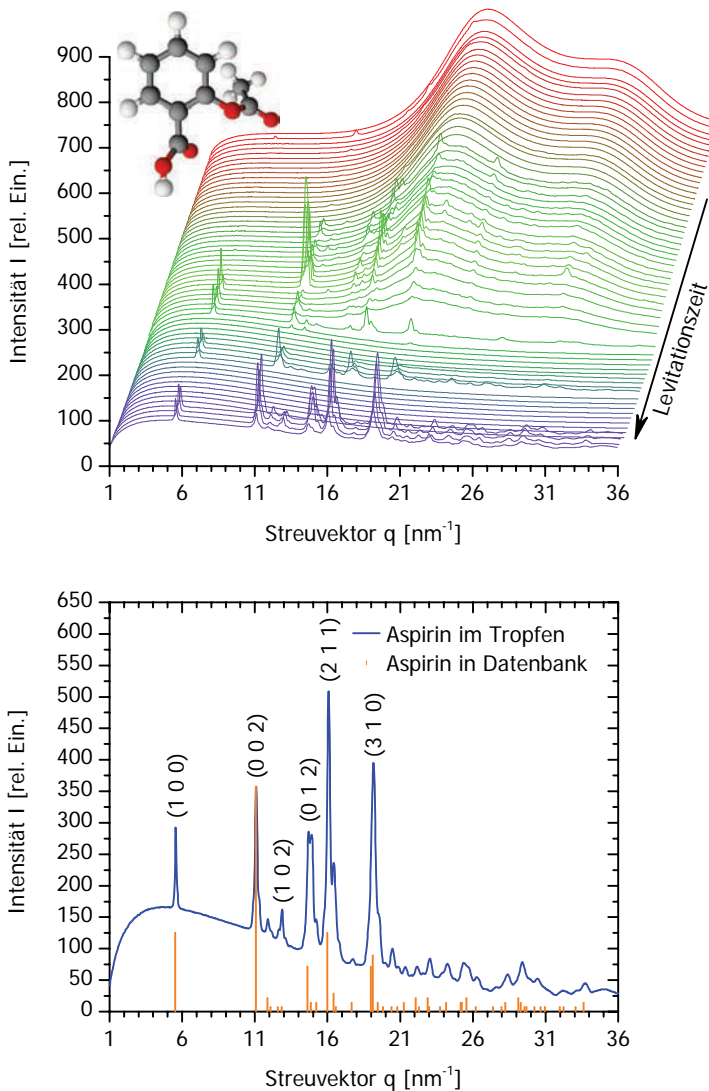 Intensität I [rel. Ein.]
900
800
700
600
500
400
300
200
100
0
1 6 11 16 21 26 31 36
Streuvektor q [nm⁻¹]
Levitationszeit
Intensität I [rel. Ein.]
650
600
550
500
450
400
350
300
250
200
150
100
50
0
1 6 11 16 21 26 31 36
Streuvektor q [nm⁻¹]
Aspirin im Tropfen
Aspirin in Datenbank
(1 0 0)
(0 0 2)
(1 0 2)
(0 1 2)
(2 1 1)
(3 1 0)